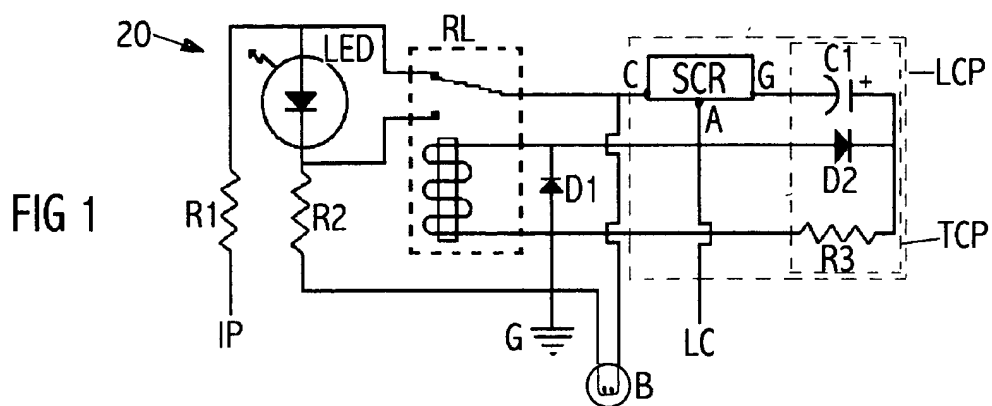 20
LED
RL
C
SCR
G
C1
+
LCP
A
D2
FIG 1
R1
R2
D1
R3
TCP
IP
G
LC
B